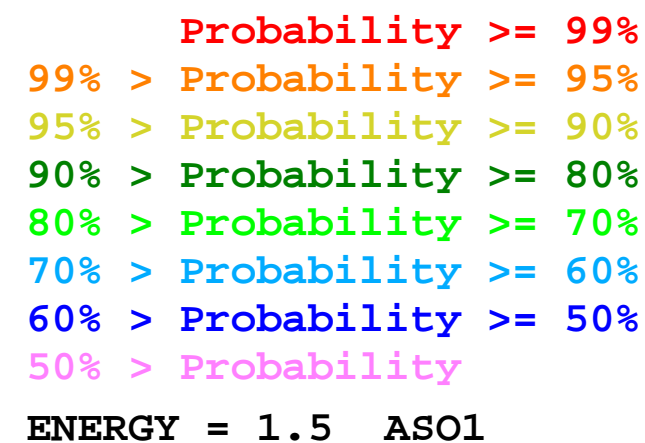 Probability >= 99%
99% > Probability >= 95%
95% > Probability >= 90%
90% > Probability >= 80%
80% > Probability >= 70%
70% > Probability >= 60%
60% > Probability >= 50%
50% > Probability
ENERGY = 1.5  ASO1